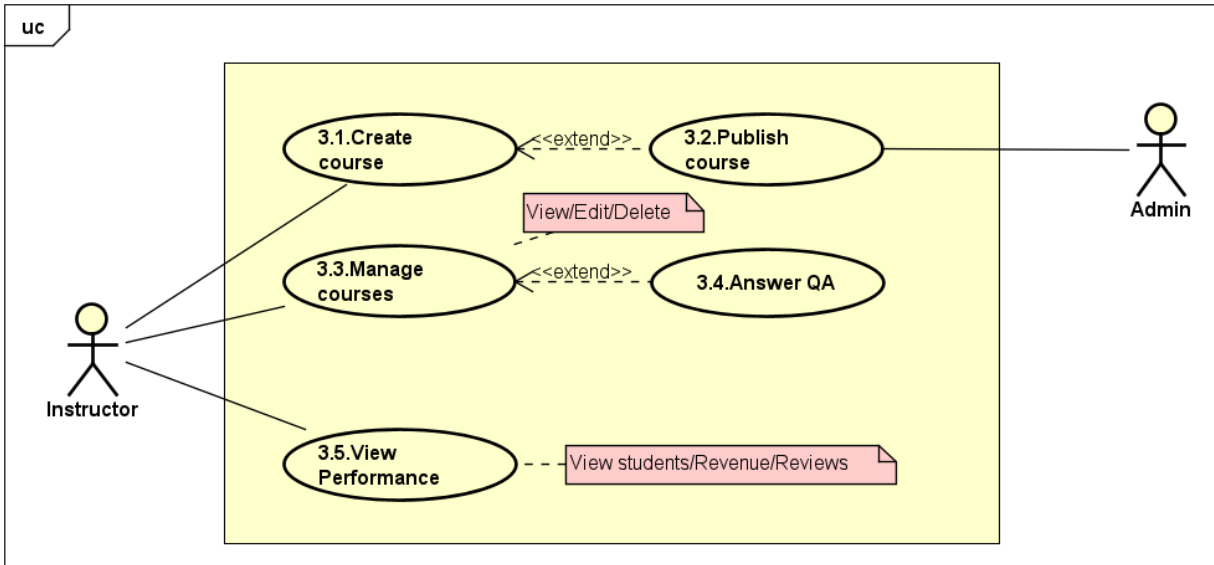 uc
3.1.Create
course
<<extend>>
3.2.Publish
course
Admin
View/Edit/Delete
3.3.Manage
courses
<<extend>>
3.4.Answer QA
Instructor
3.5.View
Performance
View students/Revenue/Reviews